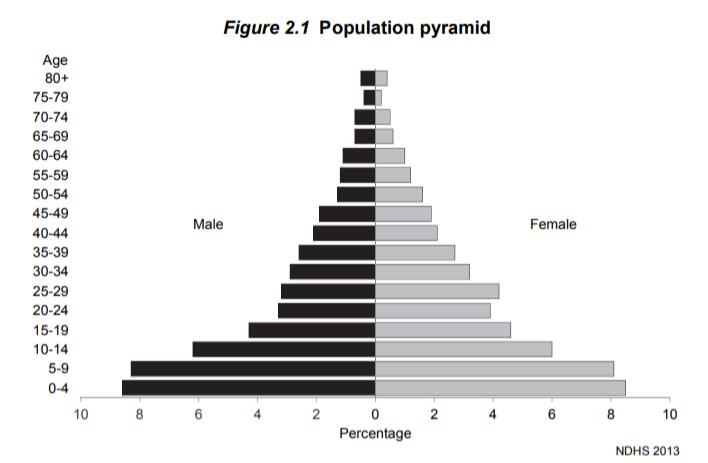 Figure 2.1 Population pyramid
Age
80+
75-79
70-74
65-69
60-64
55-59
50-54
45-49
Male
Female
40-44
35-39
30-34
25-29
20-24
15-19
10-14
5-9
0-4
10 8 6 4 2 0 2 4 6 8 10
Percentage
NDHS 2013